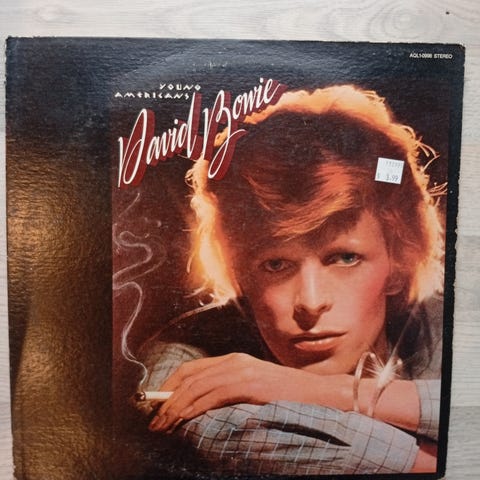 AQL1-0998 STEREO
YOUNG
AMERICANS
David Bowie
$ 3.99